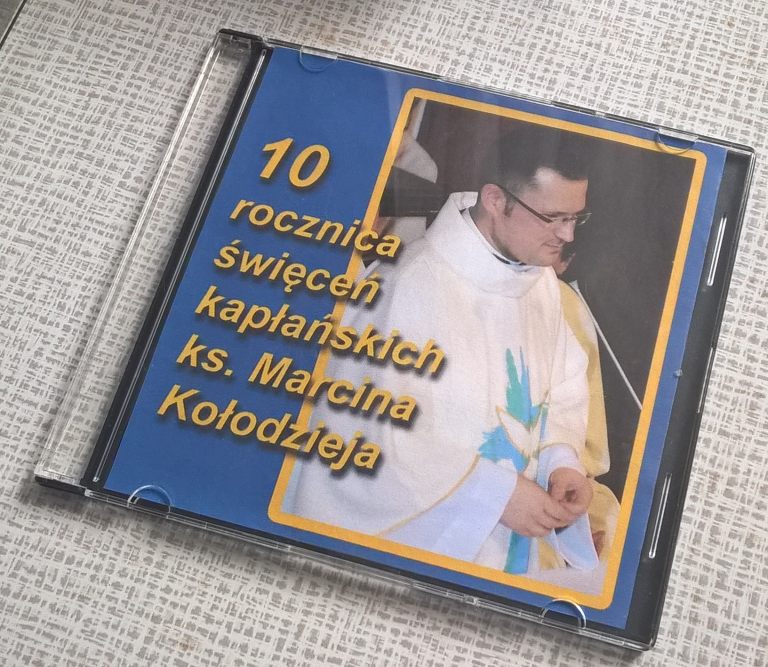 10
rocznica
święceń
kapłańskich
ks. Marcina
Kołodzieja